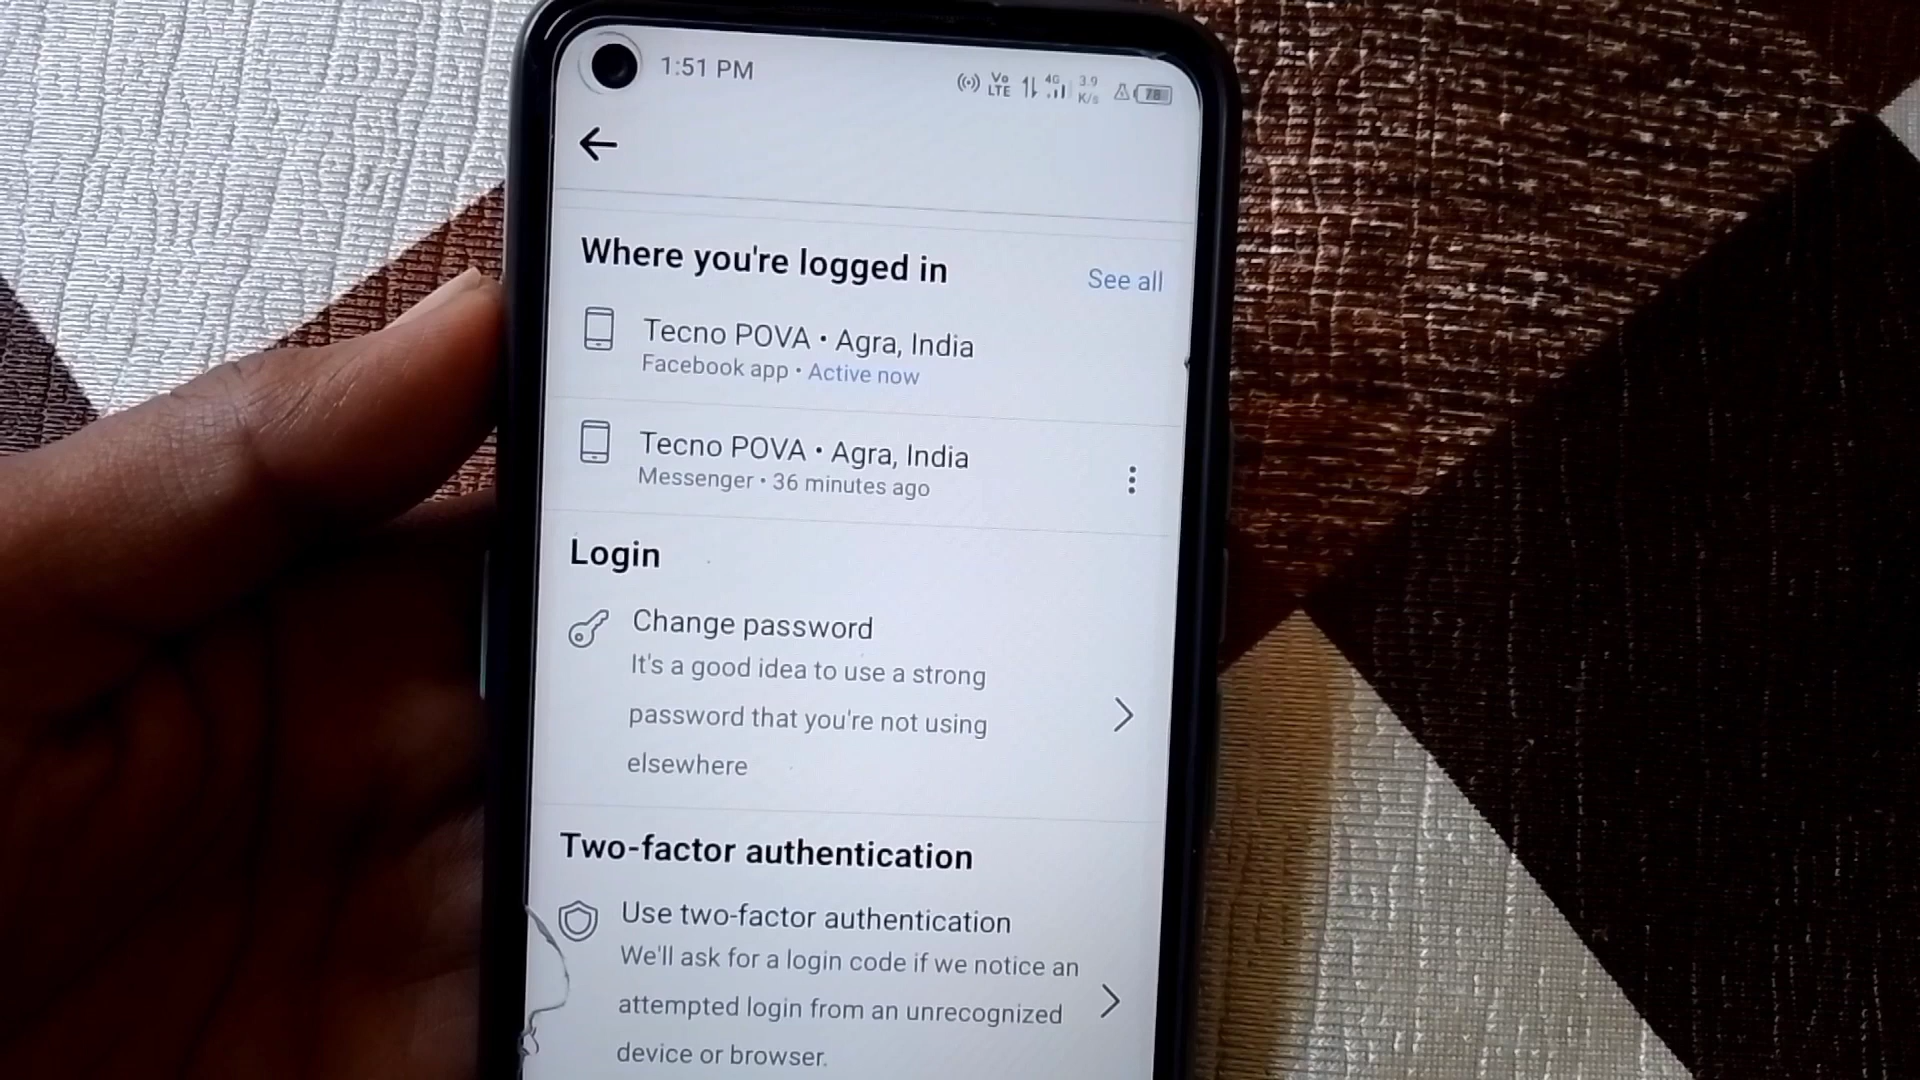 1:51 PM
Vo LTE 4G 3.9 K/s 78
Where you're logged in
See all
Tecno POVA • Agra, India
Facebook app • Active now
Tecno POVA • Agra, India
Messenger • 36 minutes ago
Login
Change password
It's a good idea to use a strong
password that you're not using
elsewhere
Two-factor authentication
Use two-factor authentication
We'll ask for a login code if we notice an
attempted login from an unrecognized
device or browser.